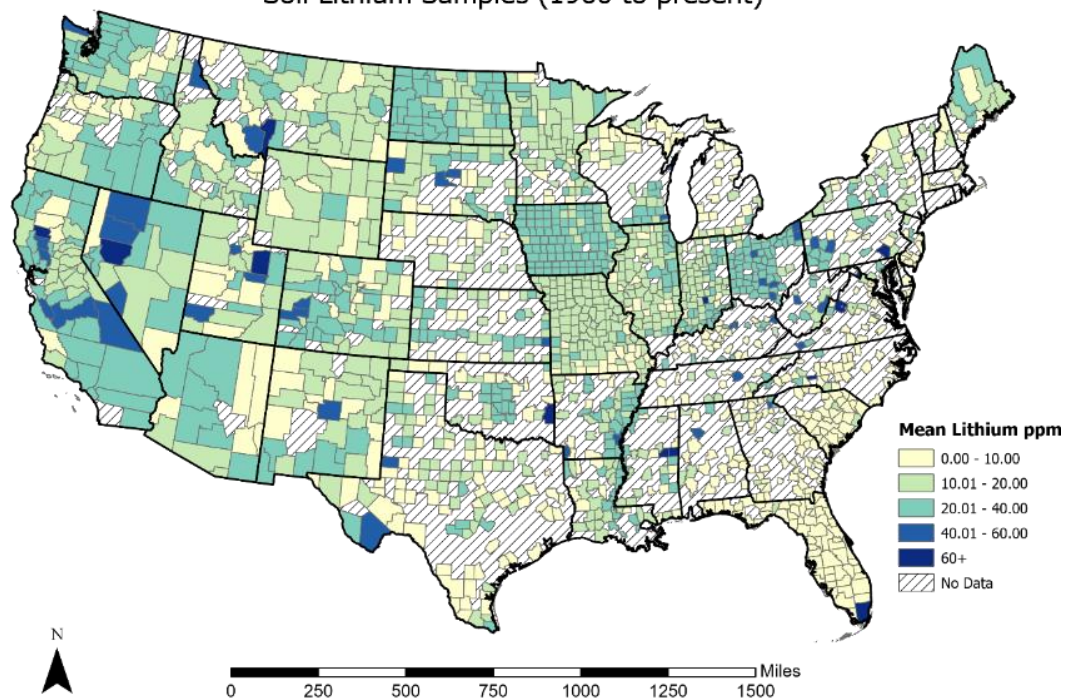 Soil Lithium Samples (1960 to present)
Mean Lithium ppm
0.00 - 10.00
10.01 - 20.00
20.01 - 40.00
40.01 - 60.00
60+
No Data
N
Miles
0 250 500 750 1000 1250 1500